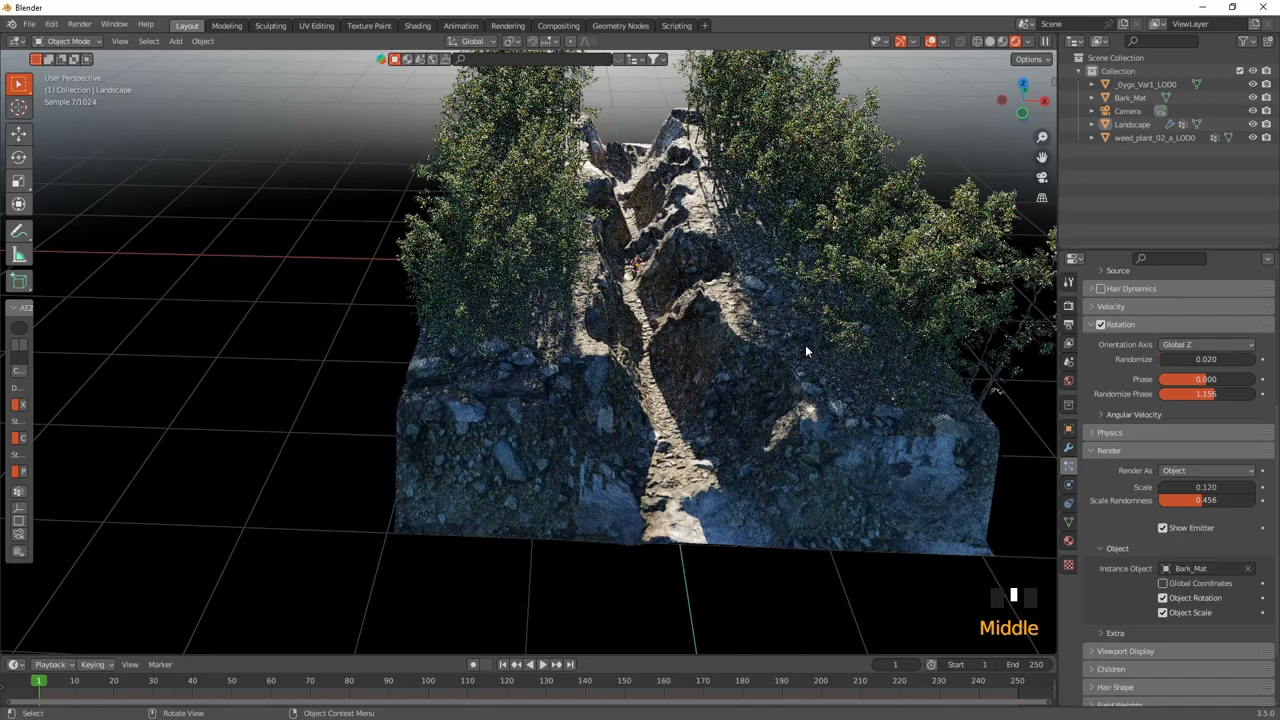 Blender
File Edit Render Window Help
Layout Modeling Sculpting UV Editing Texture Paint Shading Animation Rendering Compositing Geometry Nodes Scripting +
Scene
ViewLayer
Object Mode View Select Add Object
Global
Options
User Perspective
(1) Collection | Landscape
Sample 7/1024
Z
X
Scene Collection
Collection
_0ygx_Var1_LOD0
Bark_Mat
Camera
Landscape
weed_plant_02_a_LOD0
Source
Hair Dynamics
Velocity
Rotation
Orientation Axis Global Z
Randomize 0.020
Phase 0.000
Randomize Phase 1.156
Angular Velocity
Physics
Render
Render As Object
Scale 0.120
Scale Randomness 0.456
Show Emitter
Object
Instance Object Bark_Mat
Global Coordinates
Object Rotation
Object Scale
Extra
Viewport Display
Children
Hair Shape
Field Weights
AE2
C...
D...
X
St...
C
St...
P
Middle
Playback Keying View Marker
1 Start 1 End 250
1 10 20 30 40 50 60 70 80 90 100 110 120 130 140 150 160 170 180 190 200 210 220 230 240 250
Select Rotate View Object Context Menu 3.5.0